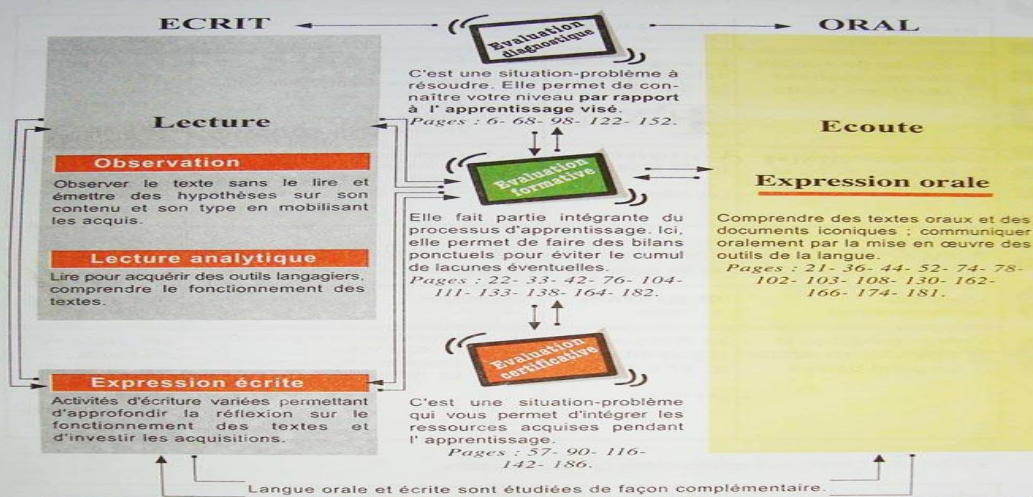 ECRIT
Evaluation
diagnostique
ORAL
C'est une situation-problème à
résoudre. Elle permet de con-
naître votre niveau par rapport
à l' apprentissage visé.
Pages : 6- 68- 98- 122- 152.
Lecture
Observation
Observer le texte sans le lire et
émettre des hypothèses sur son
contenu et son type en mobilisant
les acquis.
Lecture analytique
Lire pour acquérir des outils langagiers,
comprendre le fonctionnement des
textes.
Expression écrite
Activités d'écriture variées permettant
d'approfondir la réflexion sur le
fonctionnement des textes et
d'investir les acquisitions.
Evaluation
formative
Elle fait partie intégrante du
processus d'apprentissage. Ici,
elle permet de faire des bilans
ponctuels pour éviter le cumul
de lacunes éventuelles.
Pages : 22- 33- 42- 76- 104-
111- 133- 138- 164- 182.
Evaluation
certificative
C'est une situation-problème
qui vous permet d'intégrer les
ressources acquises pendant
l' apprentissage.
Pages : 57- 90- 116-
142- 186.
Ecoute
Expression orale
Comprendre des textes oraux et des
documents iconiques ; communiquer
oralement par la mise en œuvre des
outils de la langue.
Pages : 21- 36- 44- 52- 74- 78-
102- 103- 108- 130- 162-
166- 174- 181.
Langue orale et écrite sont étudiées de façon complémentaire.